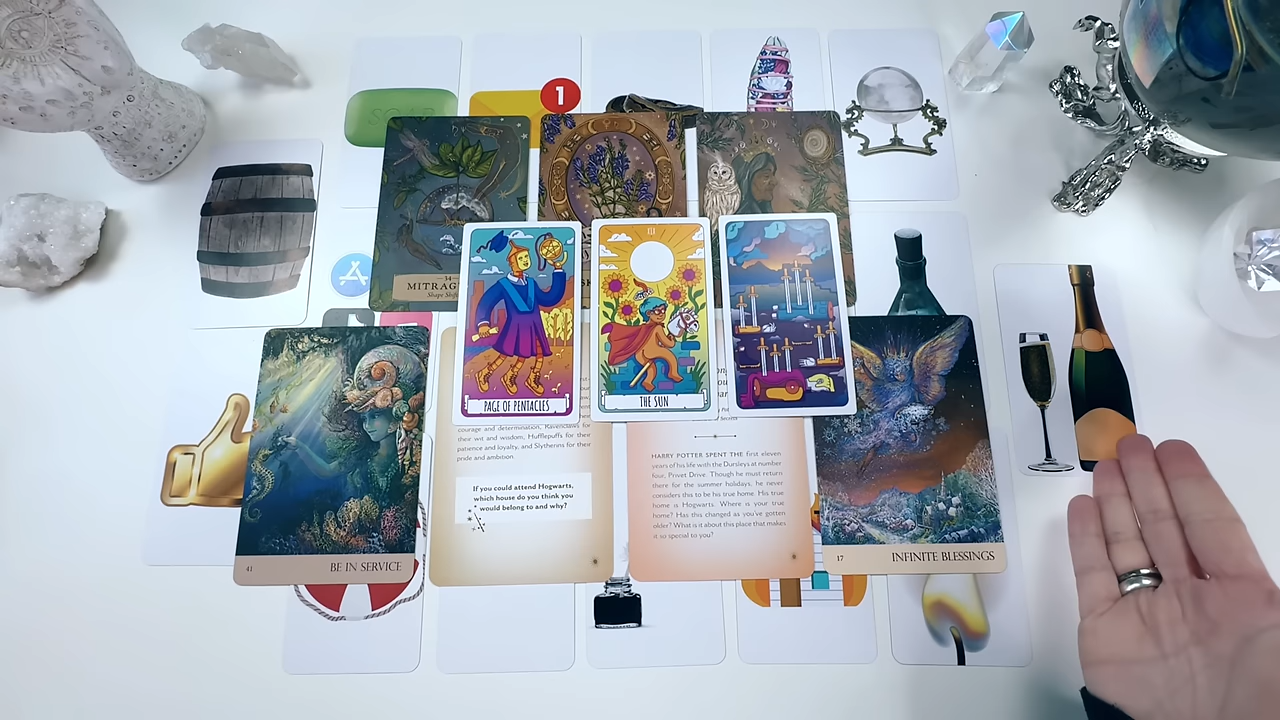 SOAP
1
34
MITRAG
Shape Shif
III
PAGE OF PENTACLES
THE SUN
courage and determination, Ravenclaws for
their wit and wisdom, Hufflepuffs for their
patience and loyalty, and Slytherins for their
pride and ambition.
If you could attend Hogwarts,
which house do you think you
would belong to and why?
HARRY POTTER SPENT THE first eleven
years of his life with the Dursleys at number
four, Privet Drive. Though he must return
there for the summer holidays, he never
considers this to be his true home. His true
home is Hogwarts. Where is your true
home? Has this changed as you've gotten
older? What is it about this place that makes
it so special to you?
41 BE IN SERVICE
17 INFINITE BLESSINGS